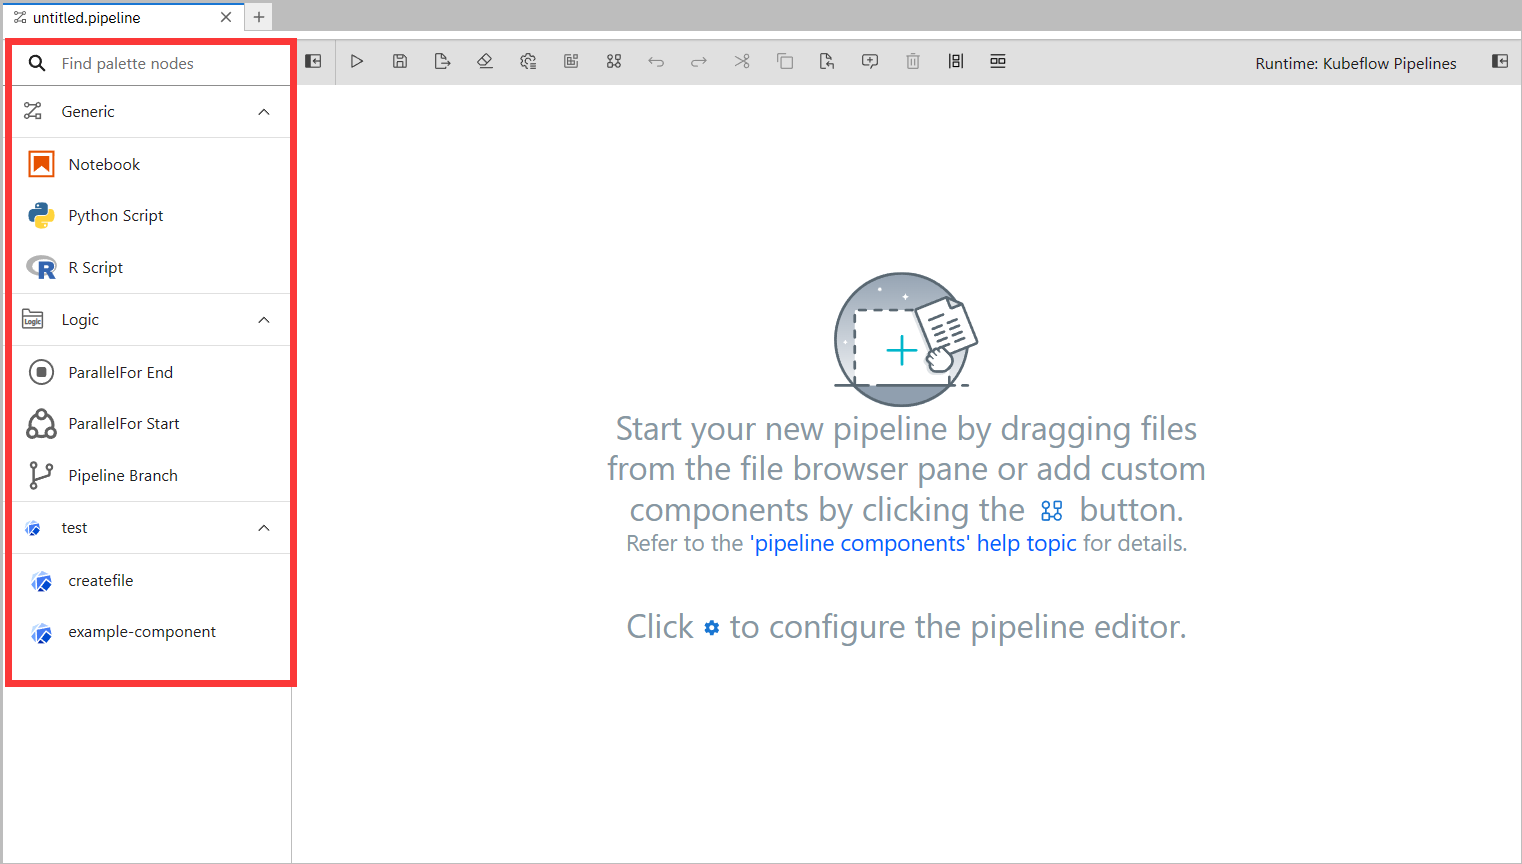 untitled.pipeline
Find palette nodes
Runtime: Kubeflow Pipelines
Generic
Notebook
Python Script
R Script
Logic
Logic
ParallelFor End
ParallelFor Start
Pipeline Branch
test
createfile
example-component
Start your new pipeline by dragging files
from the file browser pane or add custom
components by clicking the button.
Refer to the 'pipeline components' help topic for details.
Click to configure the pipeline editor.